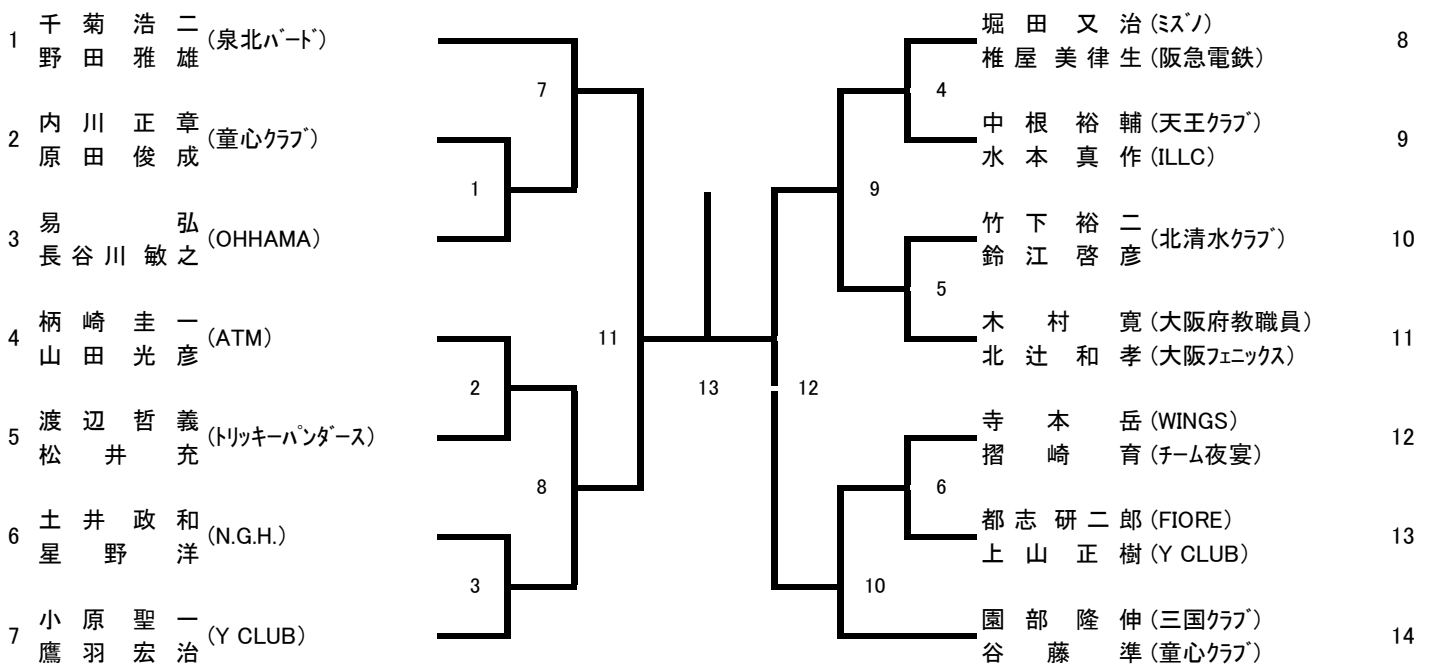 1 千菊浩二 (泉北ﾊﾞｰﾄﾞ)
野田雅雄
2 内川正章 (童心ｸﾗﾌﾞ)
原田俊成
3 易弘 (OHHAMA)
長谷川敏之
4 柄崎圭一 (ATM)
山田光彦
5 渡辺哲義 (ﾄﾘｯｷｰﾊﾟﾝﾀﾞｰｽ)
松井充
6 土井政和 (N.G.H.)
星野洋
7 小原聖一 (Y CLUB)
鷹羽宏治
7
1
11
2
8
3
13
12
4
9
5
6
10
堀田又治 (ﾐｽﾞﾉ) 8
椎屋美律生 (阪急電鉄)
中根裕輔 (天王ｸﾗﾌﾞ) 9
水本真作 (ILLC)
竹下裕二 (北清水ｸﾗﾌﾞ) 10
鈴江啓彦
木村寛 (大阪府教職員) 11
北辻和孝 (大阪ﾌｪﾆｯｸｽ)
寺本岳 (WINGS) 12
摺崎育 (ﾁｰﾑ夜宴)
都志研二郎 (FIORE) 13
上山正樹 (Y CLUB)
園部隆伸 (三国ｸﾗﾌﾞ) 14
谷藤準 (童心ｸﾗﾌﾞ)